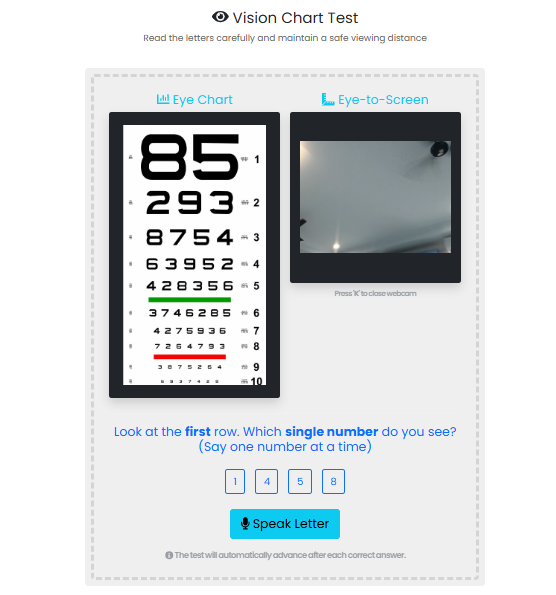 Vision Chart Test
Read the letters carefully and maintain a safe viewing distance
Eye Chart
85 1
293 2
8754 3
63952 4
428356 5
3746285 6
4275936 7
7264793 8
9
10
Eye-to-Screen
Press 'K' to close webcam
Look at the first row. Which single number do you see?
(Say one number at a time)
1 4 5 8
Speak Letter
The test will automatically advance after each correct answer.